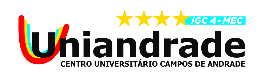 IGC 4 - MEC
Uniandrade
CENTRO UNIVERSITÁRIO CAMPOS DE ANDRADE